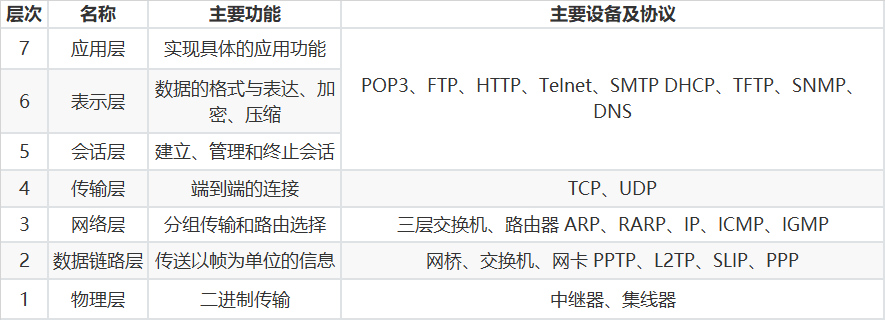 层次 名称 主要功能 主要设备及协议
7 应用层 实现具体的应用功能
POP3、FTP、HTTP、Telnet、SMTP DHCP、TFTP、SNMP、
DNS
6 表示层 数据的格式与表达、加
密、压缩
5 会话层 建立、管理和终止会话
4 传输层 端到端的连接 TCP、UDP
3 网络层 分组传输和路由选择 三层交换机、路由器 ARP、RARP、IP、ICMP、IGMP
2 数据链路层 传送以帧为单位的信息 网桥、交换机、网卡 PPTP、L2TP、SLIP、PPP
1 物理层 二进制传输 中继器、集线器